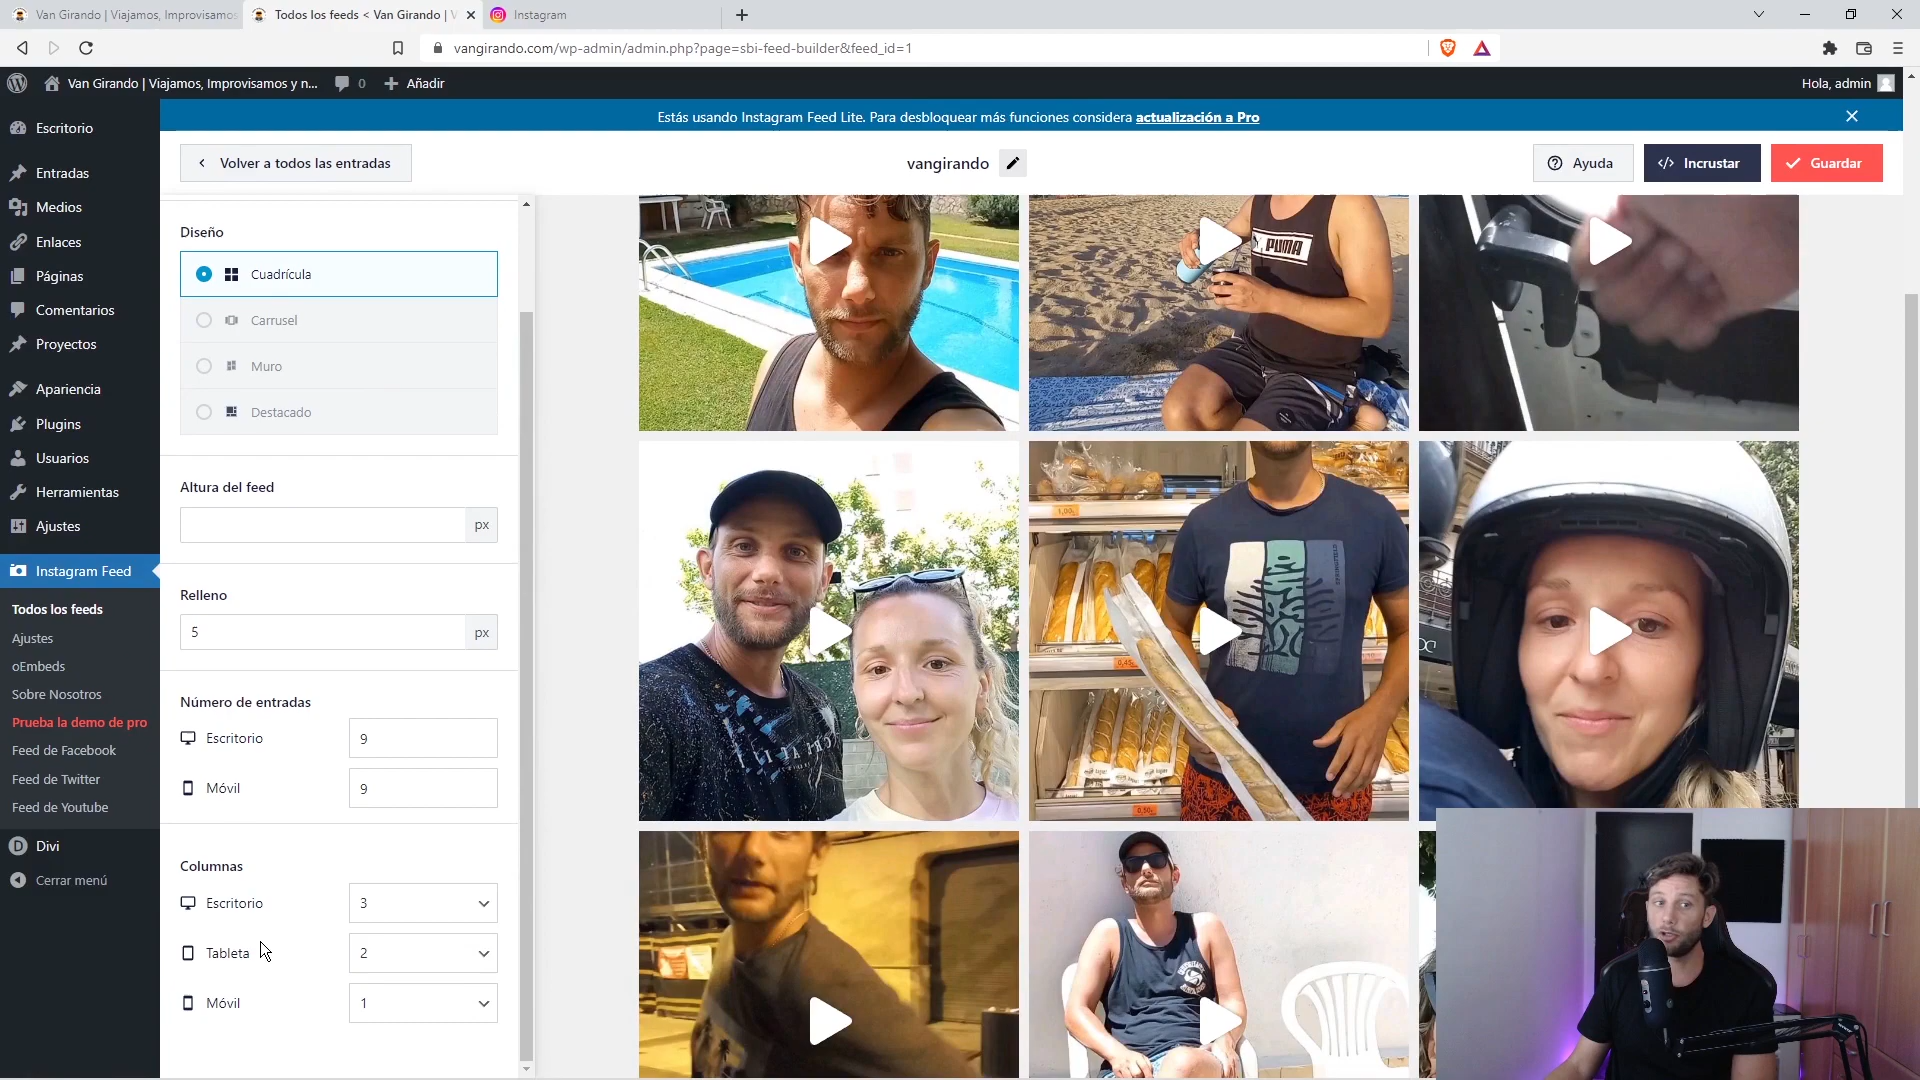 Van Girando | Viajamos, Improvisamos
Todos los feeds < Van Girando | V
Instagram
vangirando.com/wp-admin/admin.php?page=sbi-feed-builder&feed_id=1
Van Girando | Viajamos, Improvisamos y n...
0
Añadir
Hola, admin
Estás usando Instagram Feed Lite. Para desbloquear más funciones considera actualización a Pro
Escritorio
Entradas
Medios
Enlaces
Páginas
Comentarios
Proyectos
Apariencia
Plugins
Usuarios
Herramientas
Ajustes
Instagram Feed
Todos los feeds
Ajustes
oEmbeds
Sobre Nosotros
Prueba la demo de pro
Feed de Facebook
Feed de Twitter
Feed de Youtube
Divi
Cerrar menú
Volver a todos las entradas
vangirando
Ayuda
Incrustar
Guardar
Diseño
Cuadrícula
Carrusel
Muro
Destacado
Altura del feed
px
Relleno
5 px
Número de entradas
Escritorio 9
Móvil 9
Columnas
Escritorio 3
Tableta 2
Móvil 1
PUMA
1,00
0,45
0,50